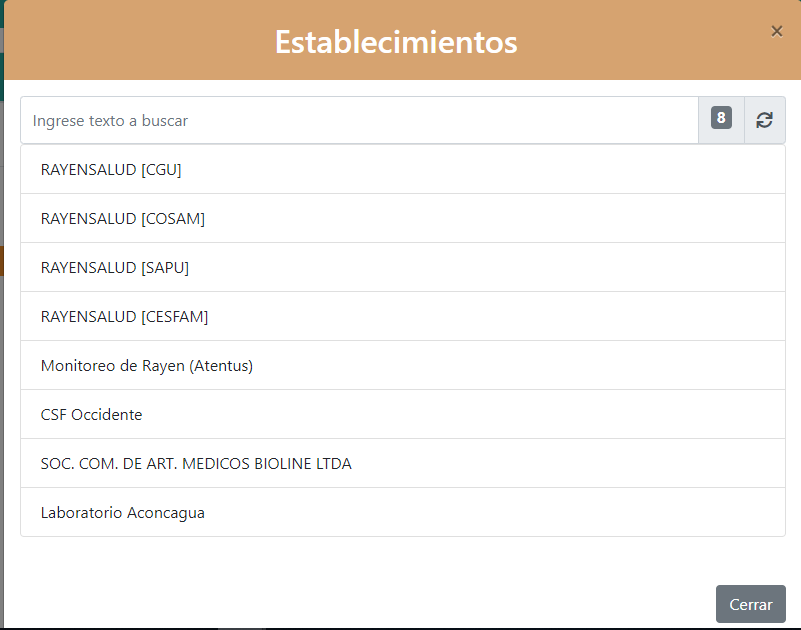 Establecimientos
×
Ingrese texto a buscar
8
RAYENSALUD [CGU]
RAYENSALUD [COSAM]
RAYENSALUD [SAPU]
RAYENSALUD [CESFAM]
Monitoreo de Rayen (Atentus)
CSF Occidente
SOC. COM. DE ART. MEDICOS BIOLINE LTDA
Laboratorio Aconcagua
Cerrar